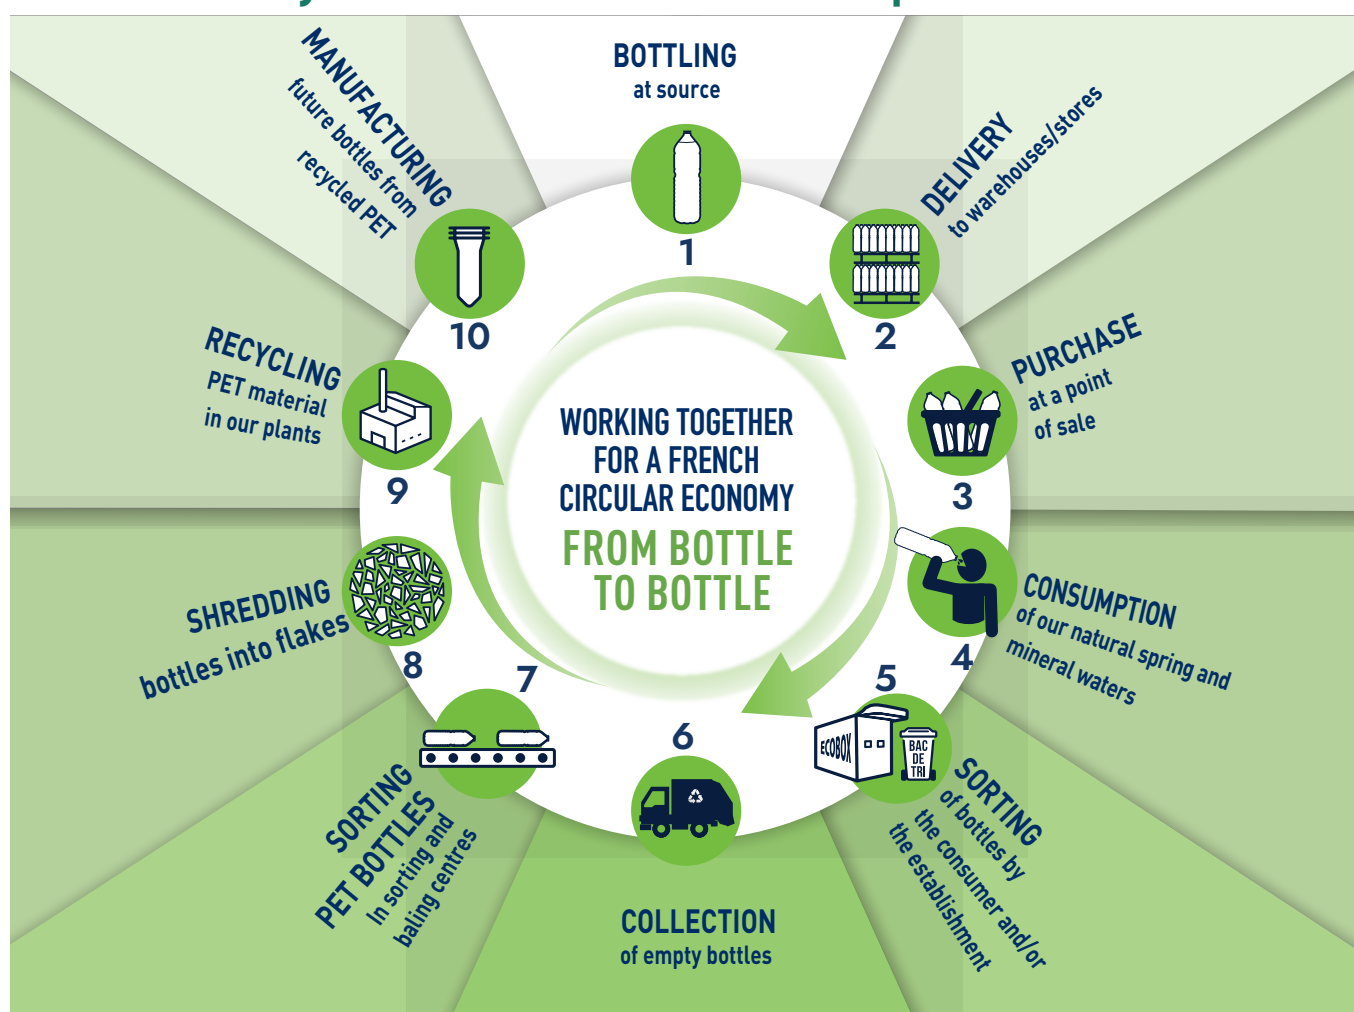 BOTTLING
at source
1
DELIVERY
to warehouses/stores
2
PURCHASE
at a point
of sale
3
CONSUMPTION
of our natural spring and
mineral waters
4
5
ECOBOX
BAC
DE
TRI
SORTING
of bottles by
the consumer and/or
the establishment
6
COLLECTION
of empty bottles
7
SORTING
PET BOTTLES
In sorting and
baling centres
8
SHREDDING
bottles into flakes
9
RECYCLING
PET material
in our plants
10
MANUFACTURING
future bottles from
recycled PET
WORKING TOGETHER
FOR A FRENCH
CIRCULAR ECONOMY
FROM BOTTLE
TO BOTTLE